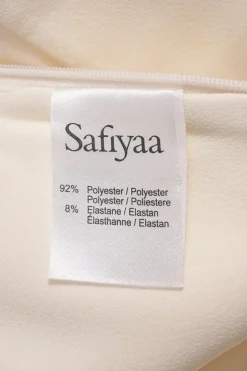 Safiyaa
92% Polyester / Polyester
Polyester / Poliestere
8% Elastane / Elastan
Élasthanne / Elastan